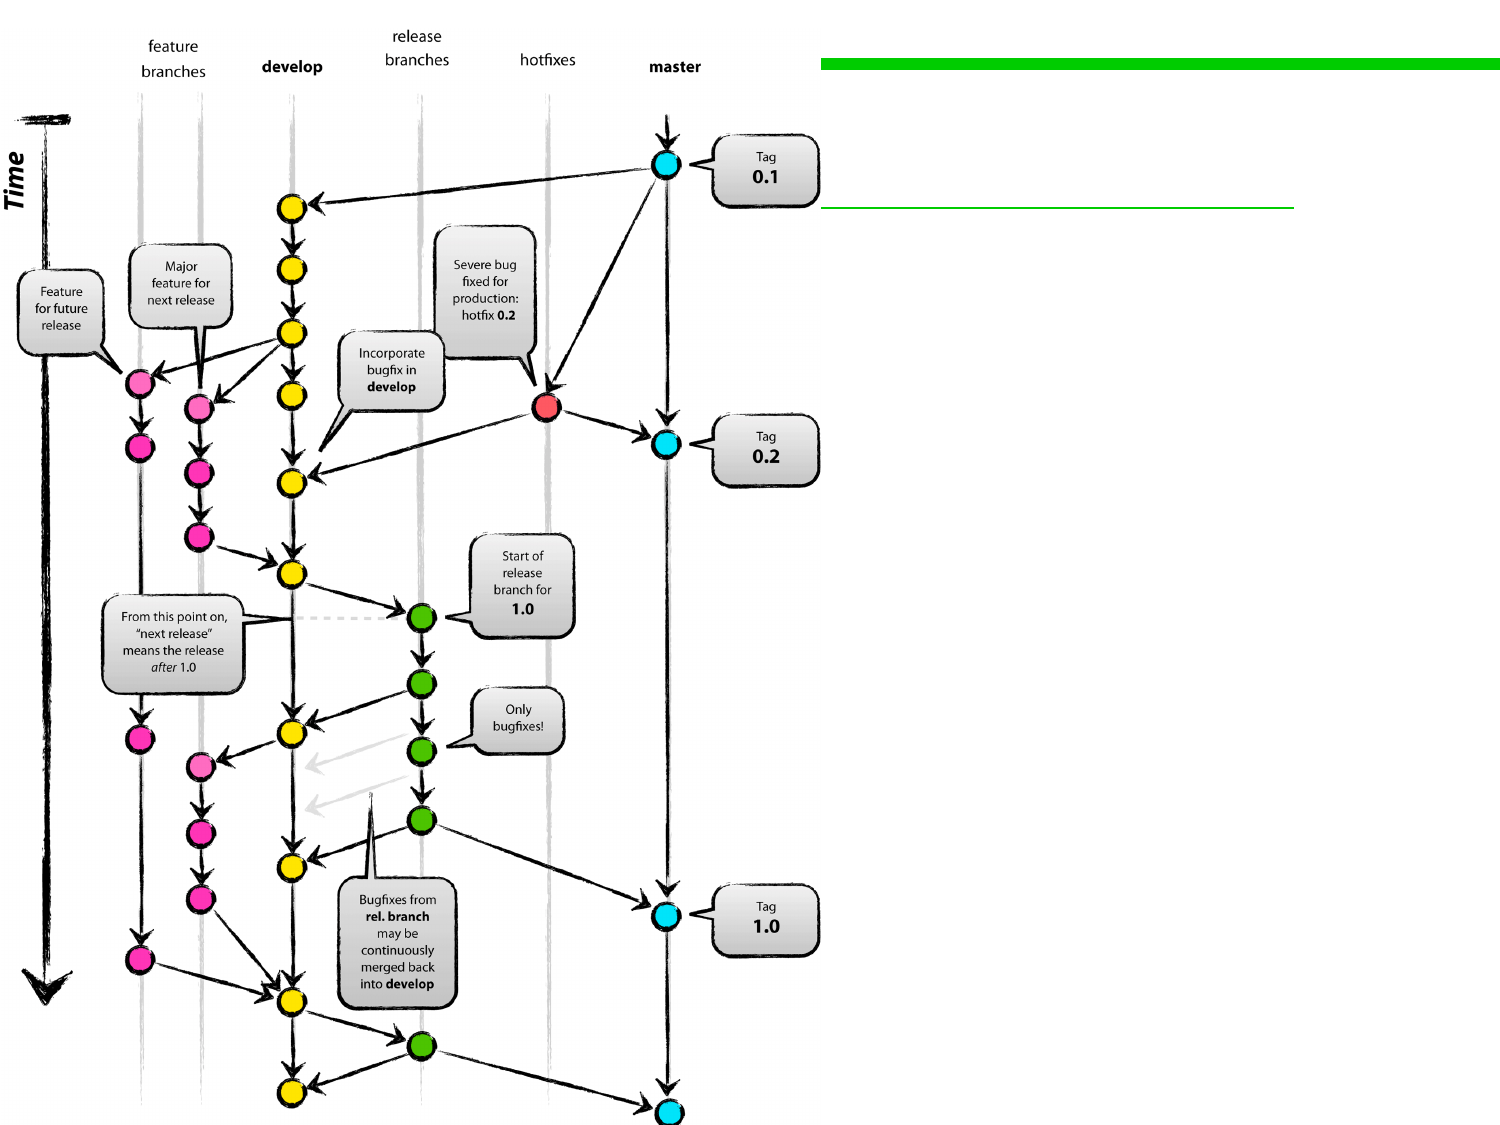 feature
branches
develop
release
branches
hotfixes
master
Time
Tag
0.1
Major
feature for
next release
Feature
for future
release
Severe bug
fixed for
production:
hotfix 0.2
Incorporate
bugfix in
develop
Tag
0.2
Start of
release
branch for
1.0
From this point on,
“next release”
means the release
after 1.0
Only
bugfixes!
Bugfixes from
rel. branch
may be
continuously
merged back
into develop
Tag
1.0